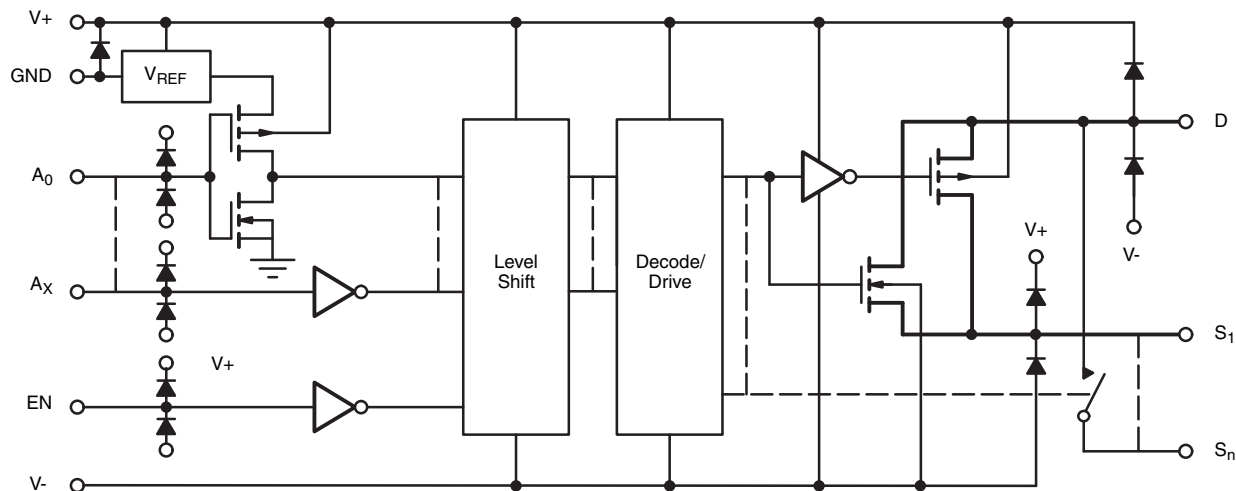 V+
GND
VREF
A0
AX
Level
Shift
Decode/
Drive
D
V+
V-
S1
V+
EN
Sn
V-